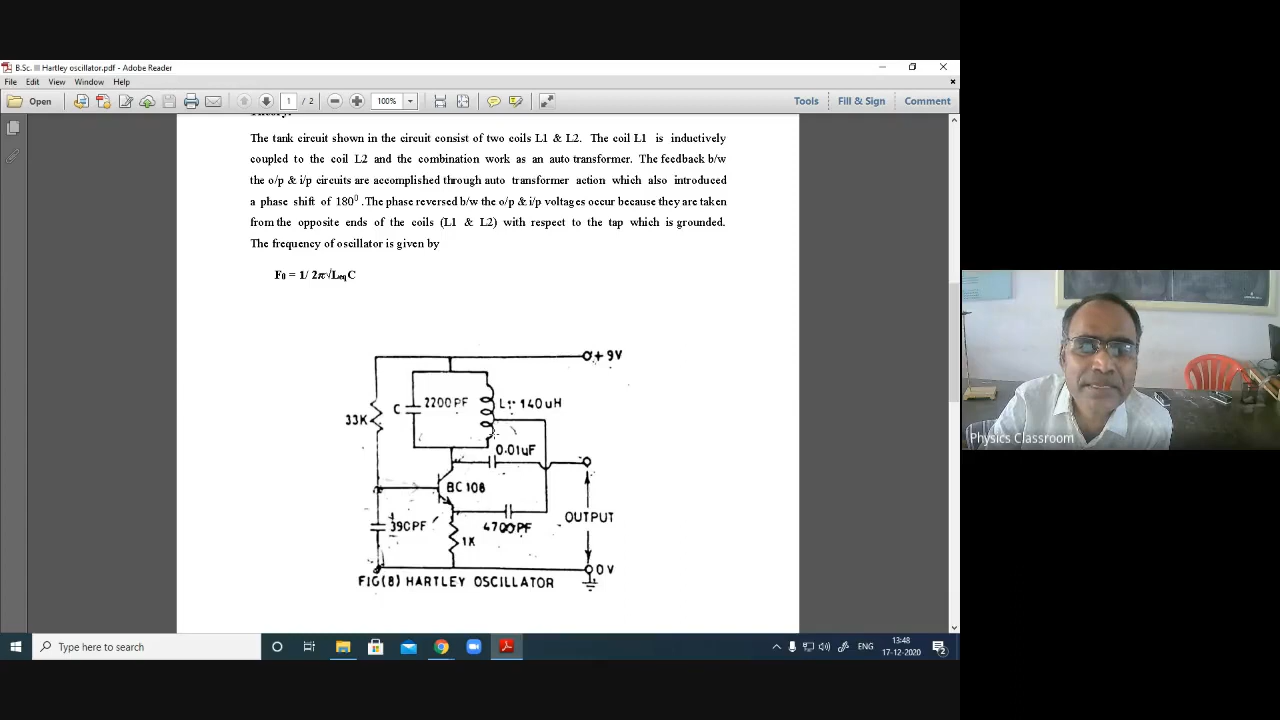 B.Sc. III Hartley oscillator.pdf - Adobe Reader
File Edit View Window Help
Open 1 / 2 100% Tools Fill & Sign Comment
Theory:
The tank circuit shown in the circuit consist of two coils L1 & L2. The coil L1 is inductively
coupled to the coil L2 and the combination work as an auto transformer. The feedback b/w
the o/p & i/p circuits are accomplished through auto transformer action which also introduced
a phase shift of 180⁰ .The phase reversed b/w the o/p & i/p voltages occur because they are taken
from the opposite ends of the coils (L1 & L2) with respect to the tap which is grounded.
The frequency of oscillator is given by
F₀ = 1/ 2π√LeqC
+ 9V
C 2200PF L 140uH
33K
0.01uF
BC108
OUTPUT
390PF 4700PF
1K
0V
FIG(8) HARTLEY OSCILLATOR
Physics Classroom
Type here to search
ENG 13:48
17-12-2020
2